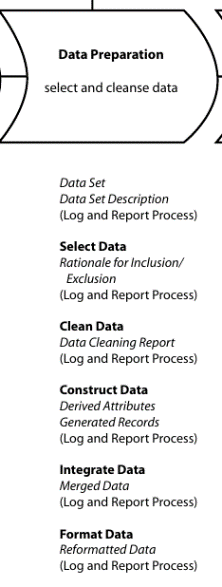 Data Preparation
select and cleanse data
Data Set
Data Set Description
(Log and Report Process)
Select Data
Rationale for Inclusion/
Exclusion
(Log and Report Process)
Clean Data
Data Cleaning Report
(Log and Report Process)
Construct Data
Derived Attributes
Generated Records
(Log and Report Process)
Integrate Data
Merged Data
(Log and Report Process)
Format Data
Reformatted Data
(Log and Report Process)